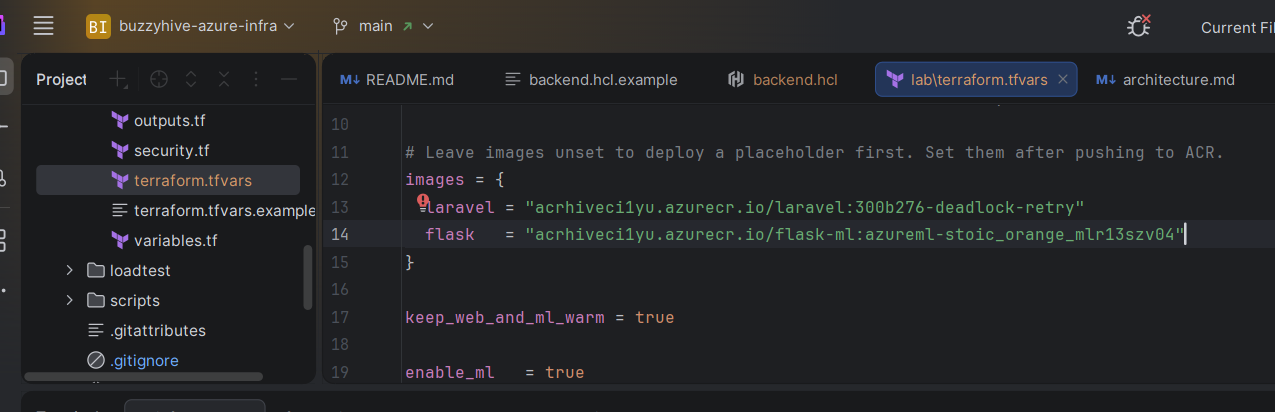 BI buzzyhive-azure-infra main Current Fil
Project
README.md backend.hcl.example backend.hcl lab\terraform.tfvars architecture.md
outputs.tf
security.tf
terraform.tfvars
terraform.tfvars.example
variables.tf
loadtest
scripts
.gitattributes
.gitignore
10
11 # Leave images unset to deploy a placeholder first. Set them after pushing to ACR.
12 images = {
13 laravel = "acrhiveci1yu.azurecr.io/laravel:300b276-deadlock-retry"
14 flask = "acrhiveci1yu.azurecr.io/flask-ml:azureml-stoic_orange_mlr13szv04"
15 }
16
17 keep_web_and_ml_warm = true
18
19 enable_ml = true